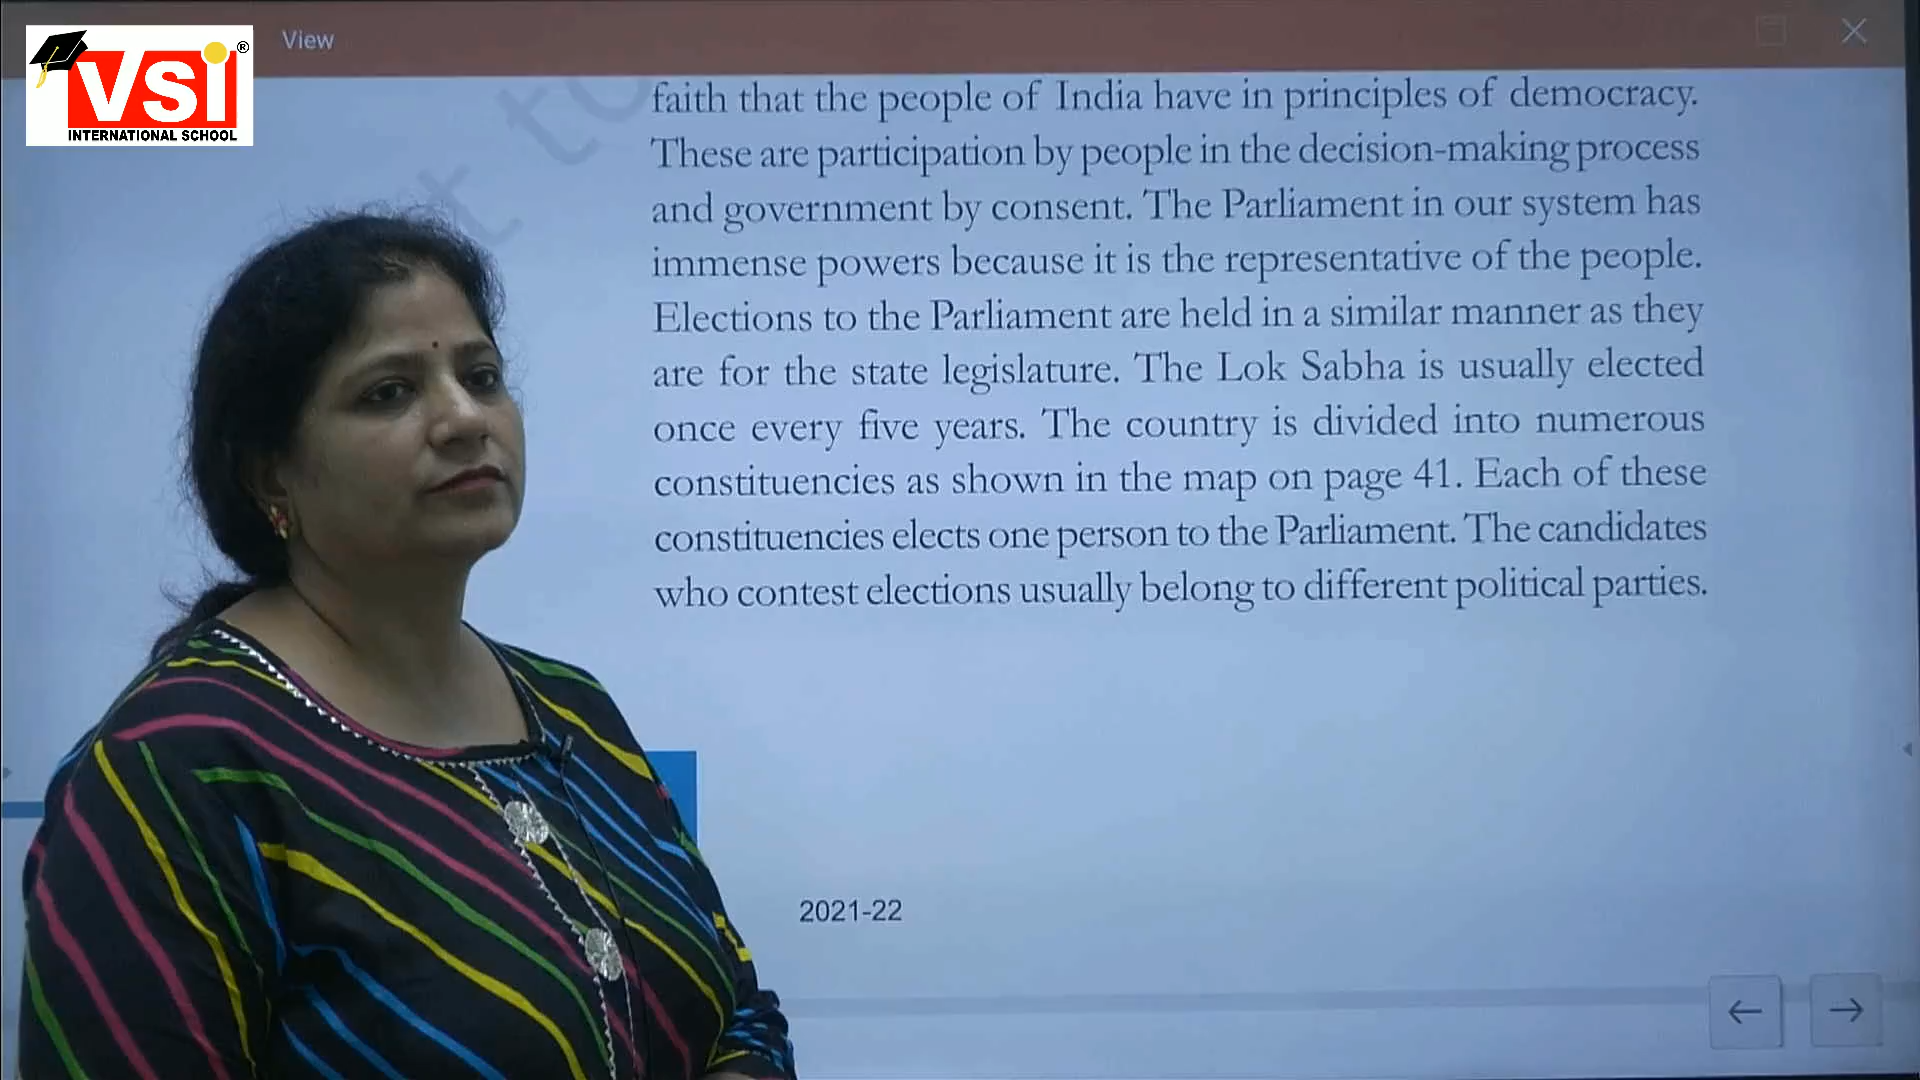 VSI
®
INTERNATIONAL SCHOOL
View
faith that the people of India have in principles of democracy.
These are participation by people in the decision-making process
and government by consent. The Parliament in our system has
immense powers because it is the representative of the people.
Elections to the Parliament are held in a similar manner as they
are for the state legislature. The Lok Sabha is usually elected
once every five years. The country is divided into numerous
constituencies as shown in the map on page 41. Each of these
constituencies elects one person to the Parliament. The candidates
who contest elections usually belong to different political parties.
2021-22